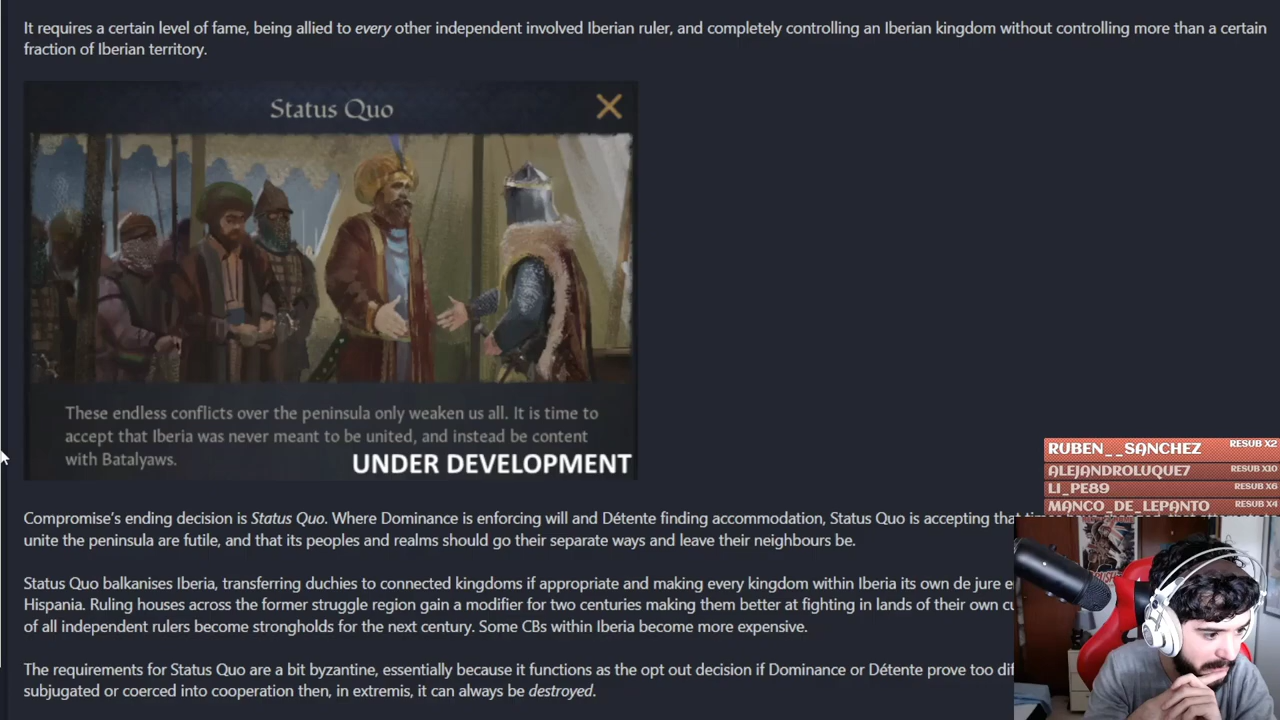 It requires a certain level of fame, being allied to every other independent involved Iberian ruler, and completely controlling an Iberian kingdom without controlling more than a certain
fraction of Iberian territory.
Status Quo
These endless conflicts over the peninsula only weaken us all. It is time to
accept that Iberia was never meant to be united, and instead be content
with Batalyaws.
UNDER DEVELOPMENT
RUBEN__SANCHEZ RESUB X2
ALEJANDROLUQUE7 RESUB X10
LI_PE89 RESUB X6
MANCO_DE_LEPANTO RESUB X4
Compromise's ending decision is Status Quo. Where Dominance is enforcing will and Détente finding accommodation, Status Quo is accepting that
unite the peninsula are futile, and that its peoples and realms should go their separate ways and leave their neighbours be.
Status Quo balkanises Iberia, transferring duchies to connected kingdoms if appropriate and making every kingdom within Iberia its own de jure
Hispania. Ruling houses across the former struggle region gain a modifier for two centuries making them better at fighting in lands of their own
of all independent rulers become strongholds for the next century. Some CBs within Iberia become more expensive.
The requirements for Status Quo are a bit byzantine, essentially because it functions as the opt out decision if Dominance or Détente prove too
subjugated or coerced into cooperation then, in extremis, it can always be destroyed.